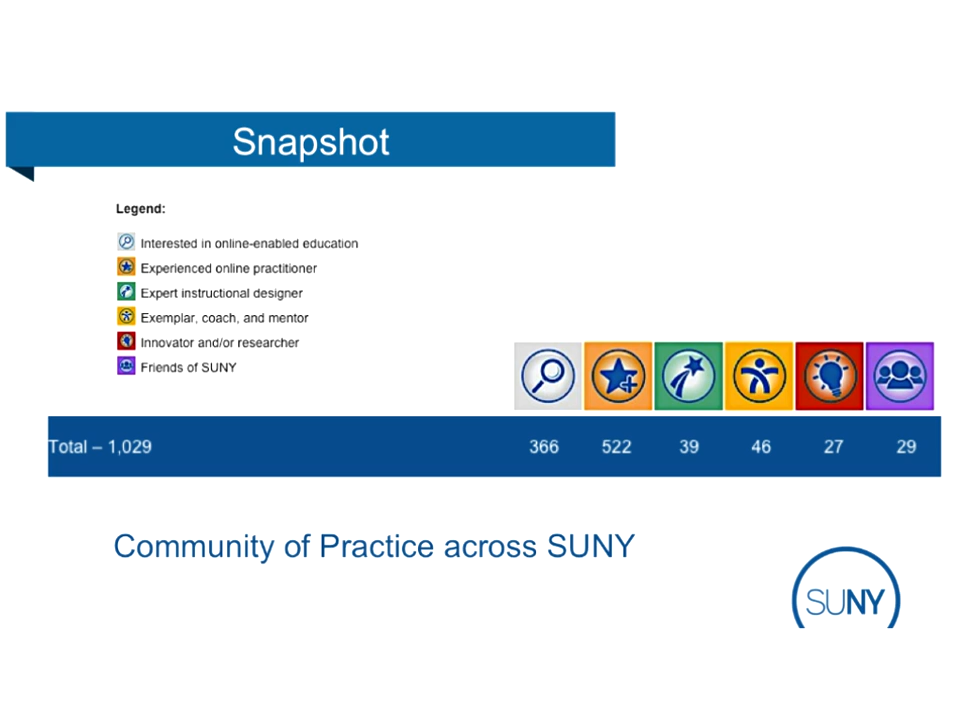 Snapshot
Legend:
Interested in online-enabled education
Experienced online practitioner
Expert instructional designer
Exemplar, coach, and mentor
Innovator and/or researcher
Friends of SUNY
Total – 1,029 366 522 39 46 27 29
Community of Practice across SUNY
SUNY